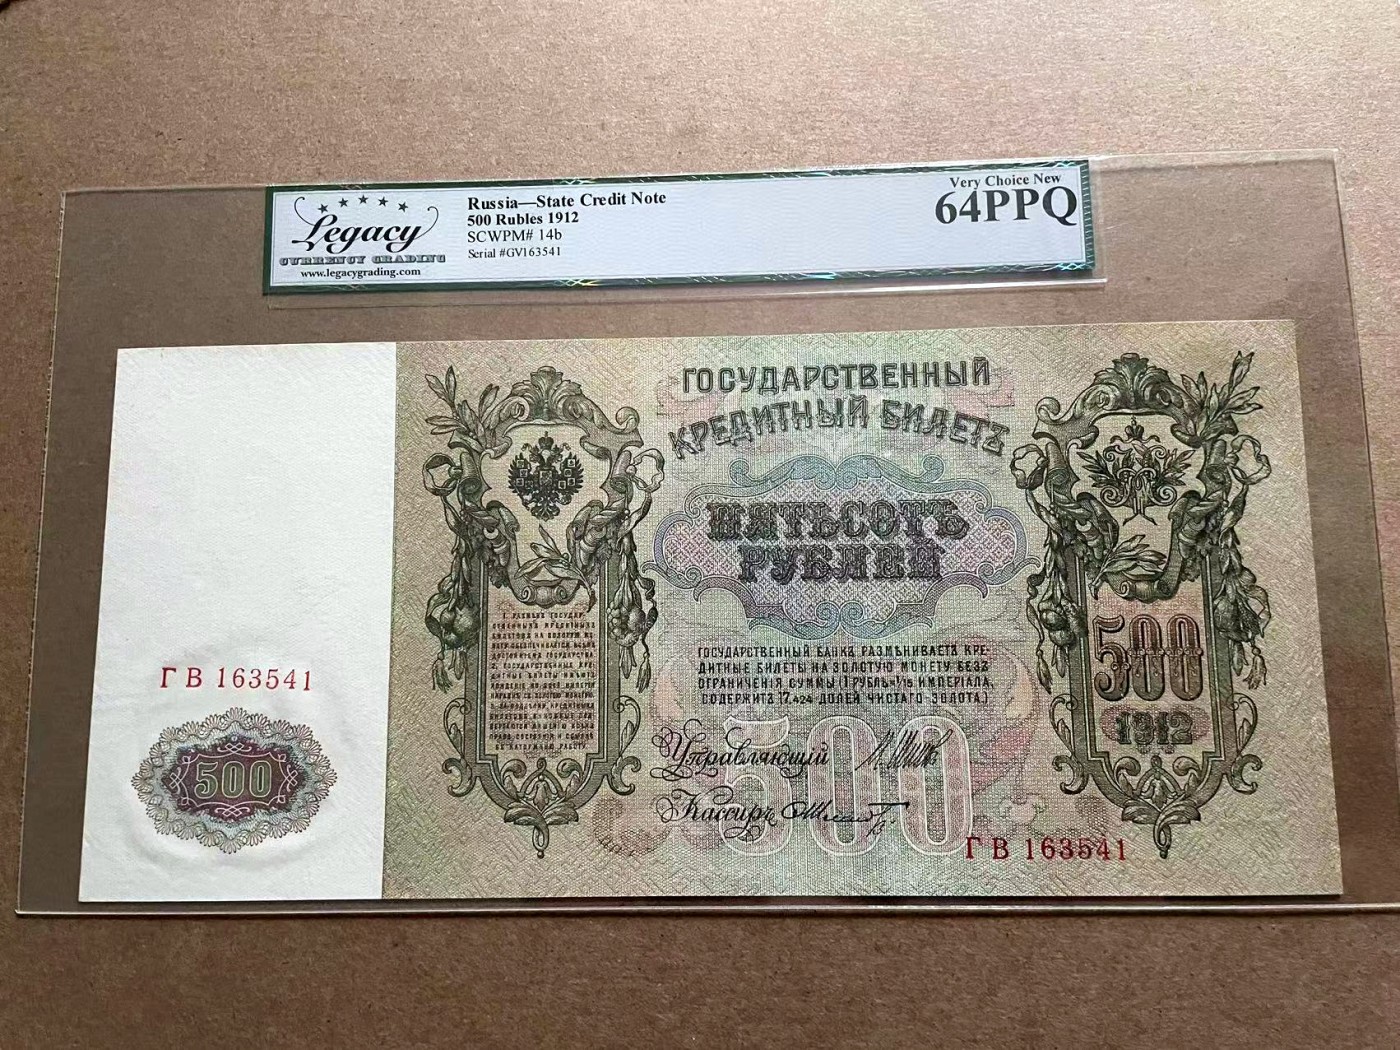 Legacy
CURRENCY GRADING
www.legacygrading.com
Russia—State Credit Note
500 Rubles 1912
SCWPM# 14b
Serial #GV163541
Very Choice New
64PPQ
ГОСУДАРСТВЕННЫЙ
КРЕДИТНЫЙ БИЛЕТЪ
ПЯТЬСОТЪ
РУБЛЕЙ
ГОСУДАРСТВЕННЫЙ БАНКЪ РАЗМѢНИВАЕТЪ КРЕ-
ДИТНЫЕ БИЛЕТЫ НА ЗОЛОТУЮ МОНЕТУ БЕЗЪ
ОГРАНИЧЕНІЯ СУММЫ (1 РУБЛЬ=1/15 ИМПЕРІАЛА,
СОДЕРЖИТЪ 17,424 ДОЛЕЙ ЧИСТАГО ЗОЛОТА.)
Управляющій
Кассиръ
500
500
1912
ГВ 163541
500
ГВ 163541